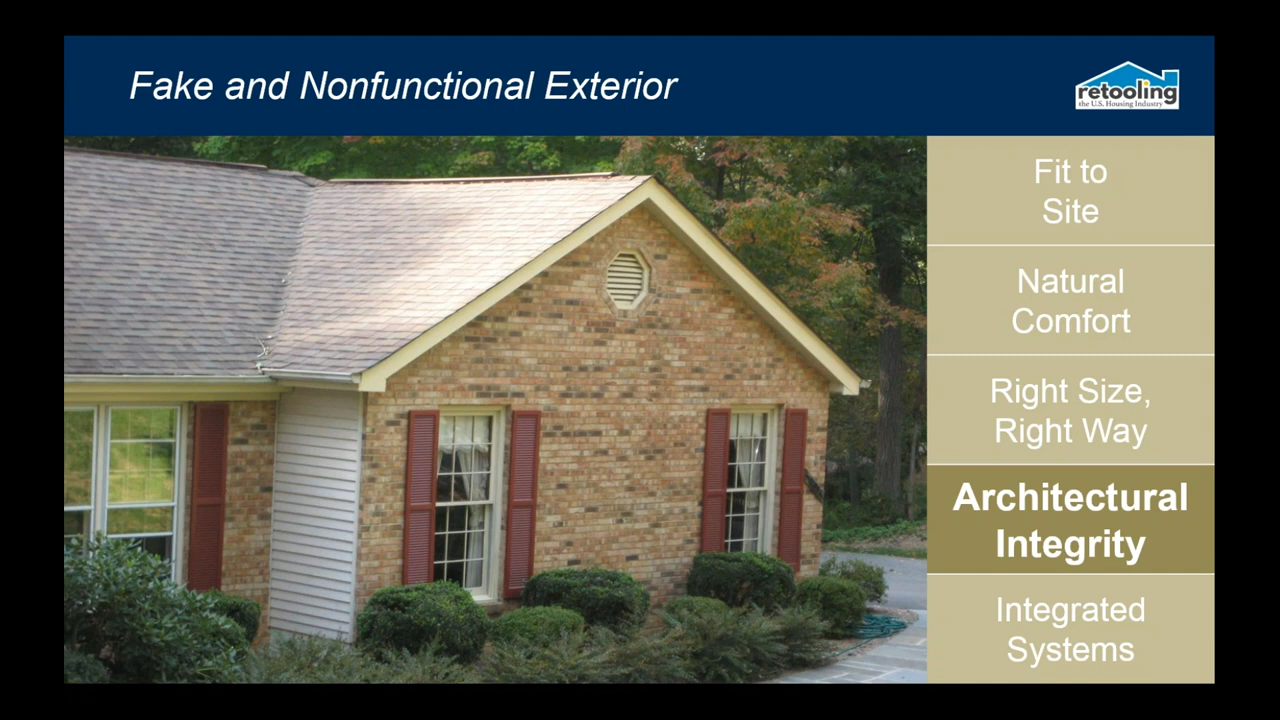 Fake and Nonfunctional Exterior
retooling
the U.S. Housing Industry
Fit to
Site
Natural
Comfort
Right Size,
Right Way
Architectural
Integrity
Integrated
Systems